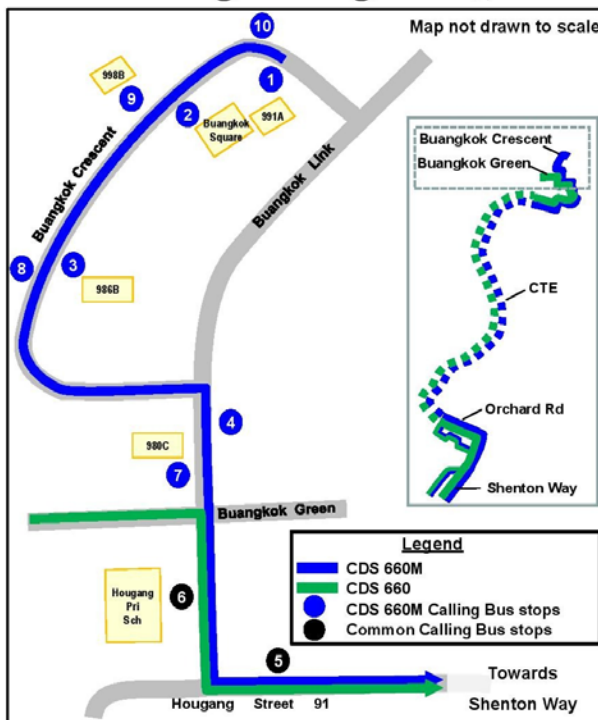 Map not drawn to scale
10
1
998B
9
2
Buangkok
Square
991A
Buangkok Crescent
Buangkok Link
8
3
986B
4
980C
7
Buangkok Green
6
Hougang
Pri
Sch
5
Hougang Street 91
Towards
Shenton Way
Buangkok Crescent
Buangkok Green
CTE
Orchard Rd
Shenton Way
Legend
CDS 660M
CDS 660
CDS 660M Calling Bus stops
Common Calling Bus stops